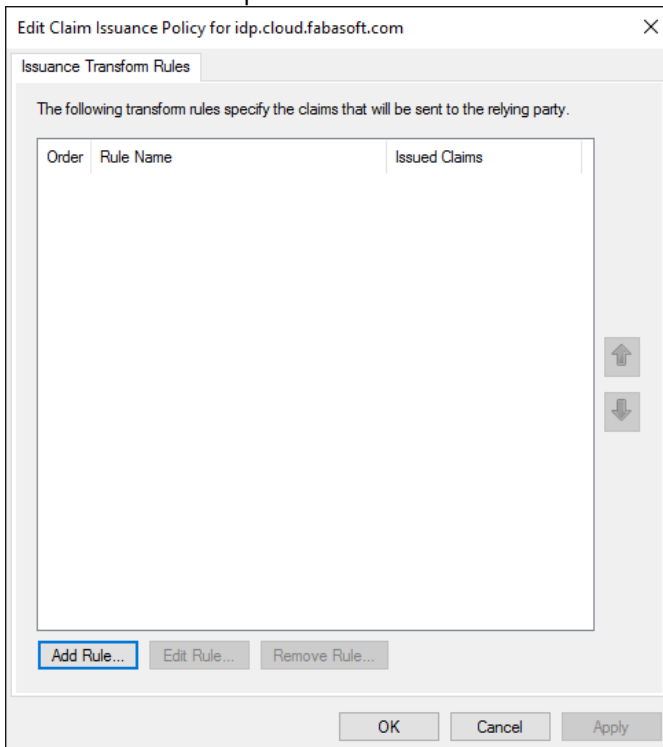 Edit Claim Issuance Policy for idp.cloud.fabasoft.com
Issuance Transform Rules
The following transform rules specify the claims that will be sent to the relying party.
Order Rule Name Issued Claims
Add Rule... Edit Rule... Remove Rule...
OK Cancel Apply